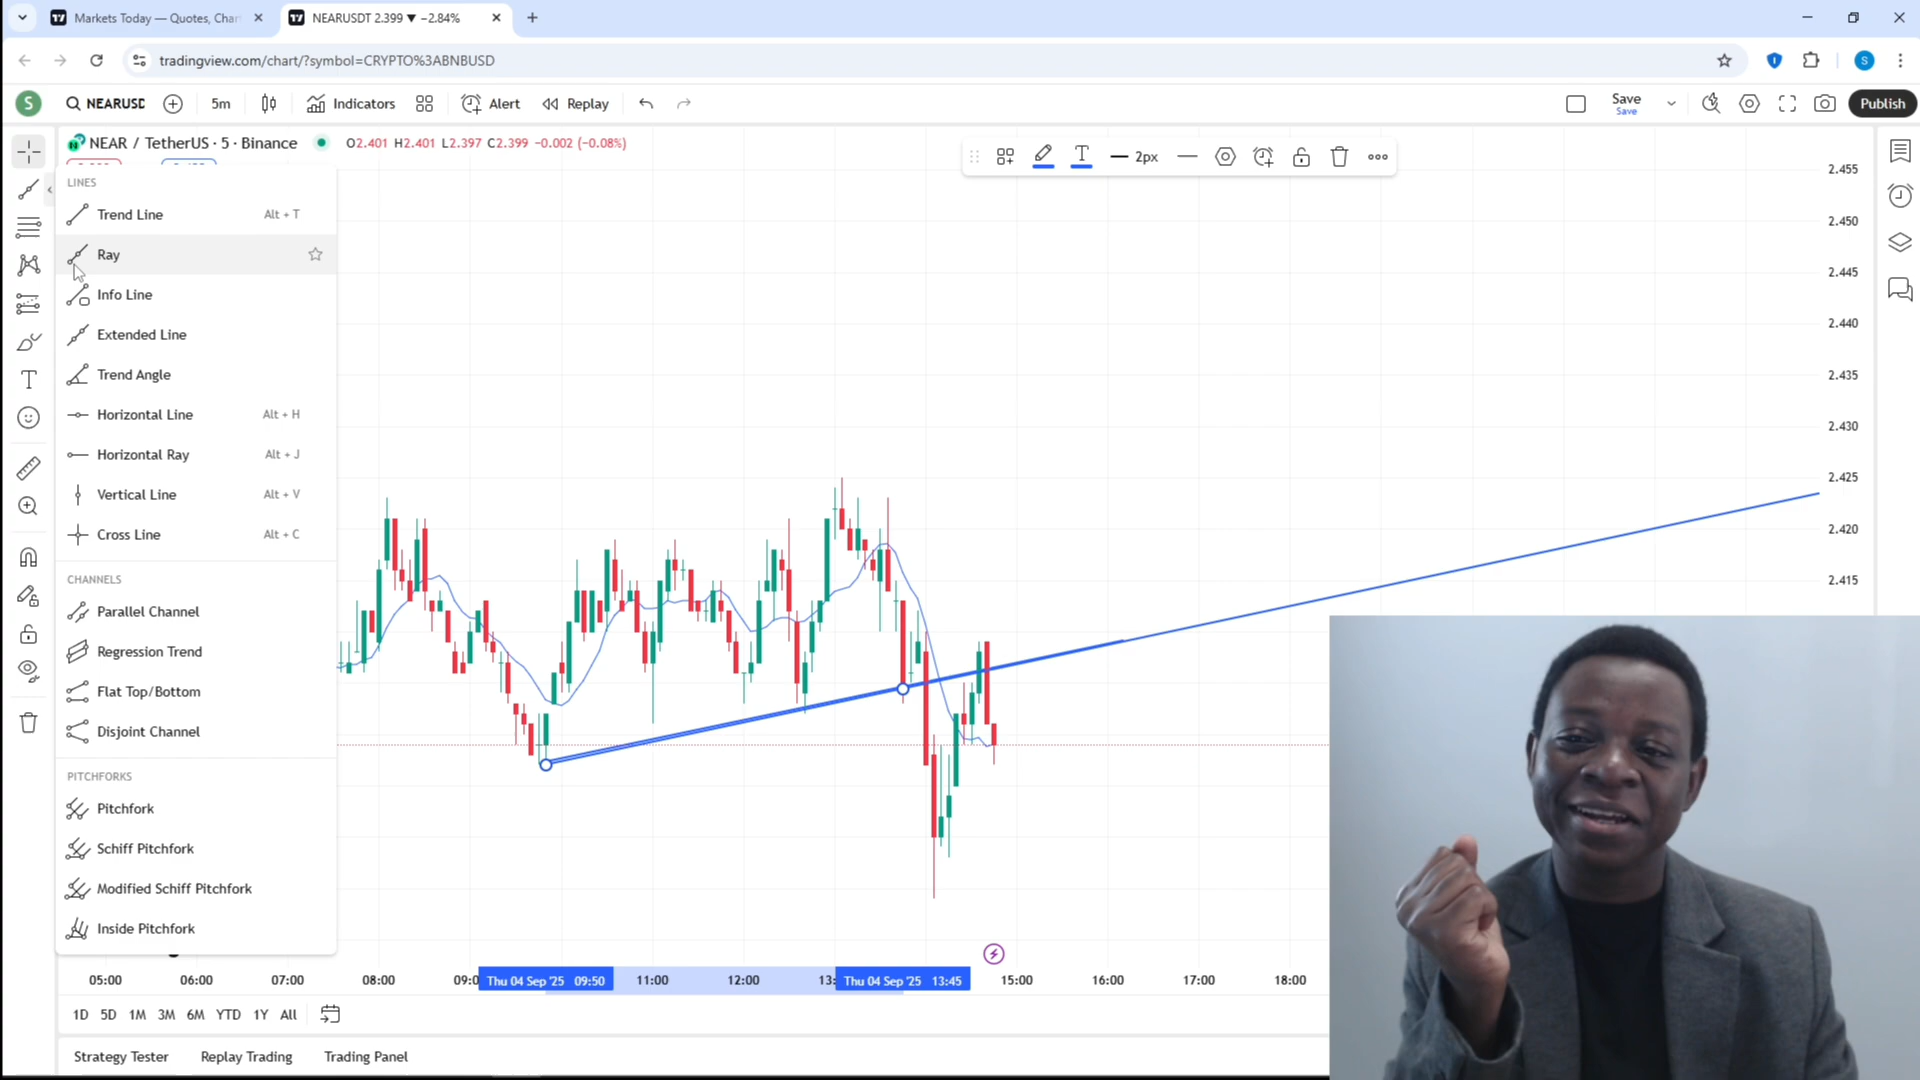 Markets Today — Quotes, Char
NEARUSDT 2.399 ▼ −2.84%
tradingview.com/chart/?symbol=CRYPTO%3ABNBUSD
S
S
NEARUSD
5m
Indicators
Alert
Replay
Save
Save
Publish
NEAR / TetherUS · 5 · Binance
O2.401 H2.401 L2.397 C2.399 −0.002 (−0.08%)
2px
LINES
Trend Line Alt + T
Ray
Info Line
Extended Line
Trend Angle
Horizontal Line Alt + H
Horizontal Ray Alt + J
Vertical Line Alt + V
Cross Line Alt + C
CHANNELS
Parallel Channel
Regression Trend
Flat Top/Bottom
Disjoint Channel
PITCHFORKS
Pitchfork
Schiff Pitchfork
Modified Schiff Pitchfork
Inside Pitchfork
2.455
2.450
2.445
2.440
2.435
2.430
2.425
2.420
2.415
05:00 06:00 07:00 08:00 09:0 Thu 04 Sep '25 09:50 11:00 12:00 13: Thu 04 Sep '25 13:45 15:00 16:00 17:00 18:00
1D 5D 1M 3M 6M YTD 1Y All
Strategy Tester Replay Trading Trading Panel